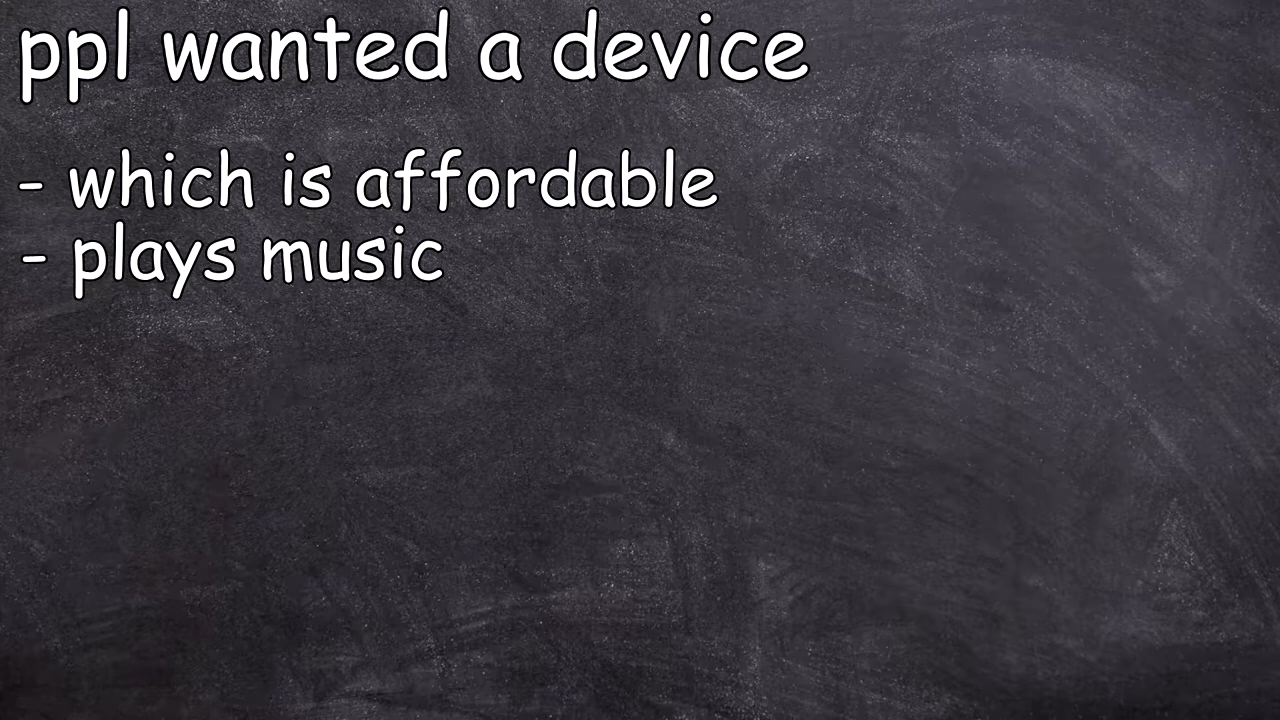 ppl wanted a device
- which is affordable
- plays music